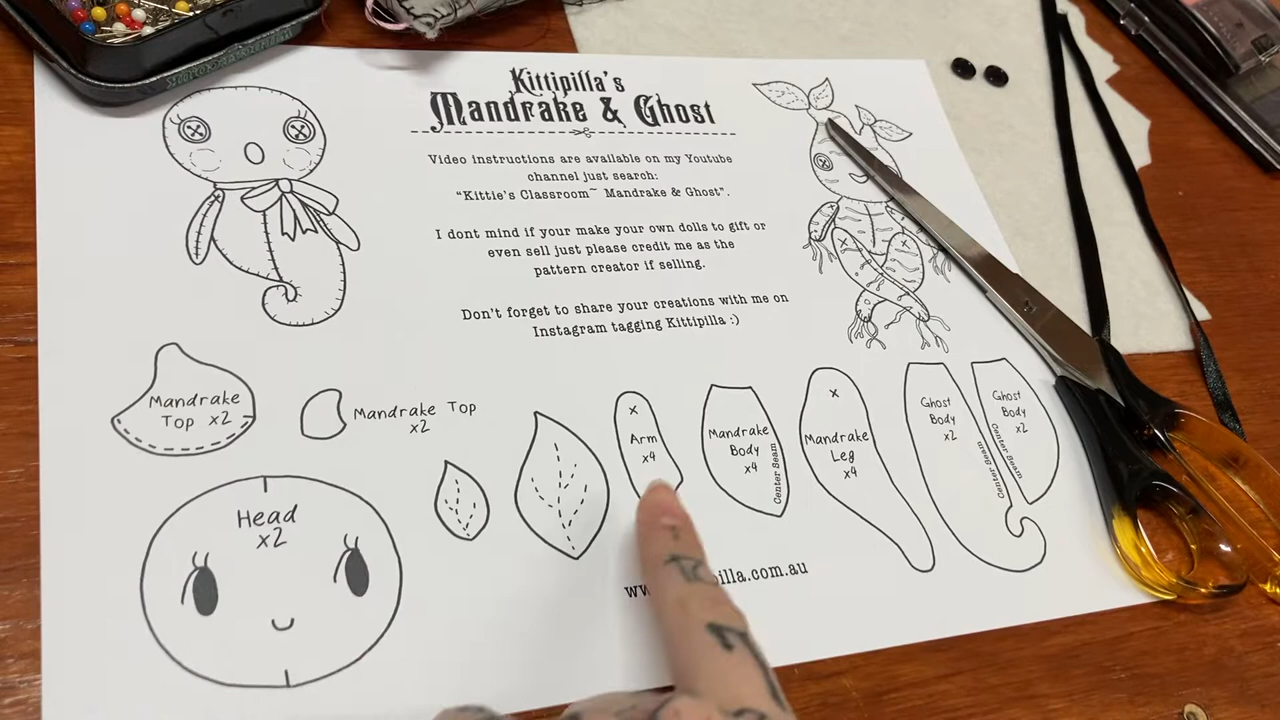 Kittipilla's
Mandrake & Ghost
Video instructions are available on my Youtube
channel just search:
"Kittie's Classroom~ Mandrake & Ghost".
I dont mind if your make your own dolls to gift or
even sell just please credit me as the
pattern creator if selling.
Don't forget to share your creations with me on
Instagram tagging Kittipilla :)
Mandrake
Top x2
Mandrake Top
x2
Head
x2
x
Arm
x4
Mandrake
Body
x4
Center Seam
x
Mandrake
Leg
x4
Ghost
Body
x2
Center Seam
Ghost
Body
x2
Center Seam